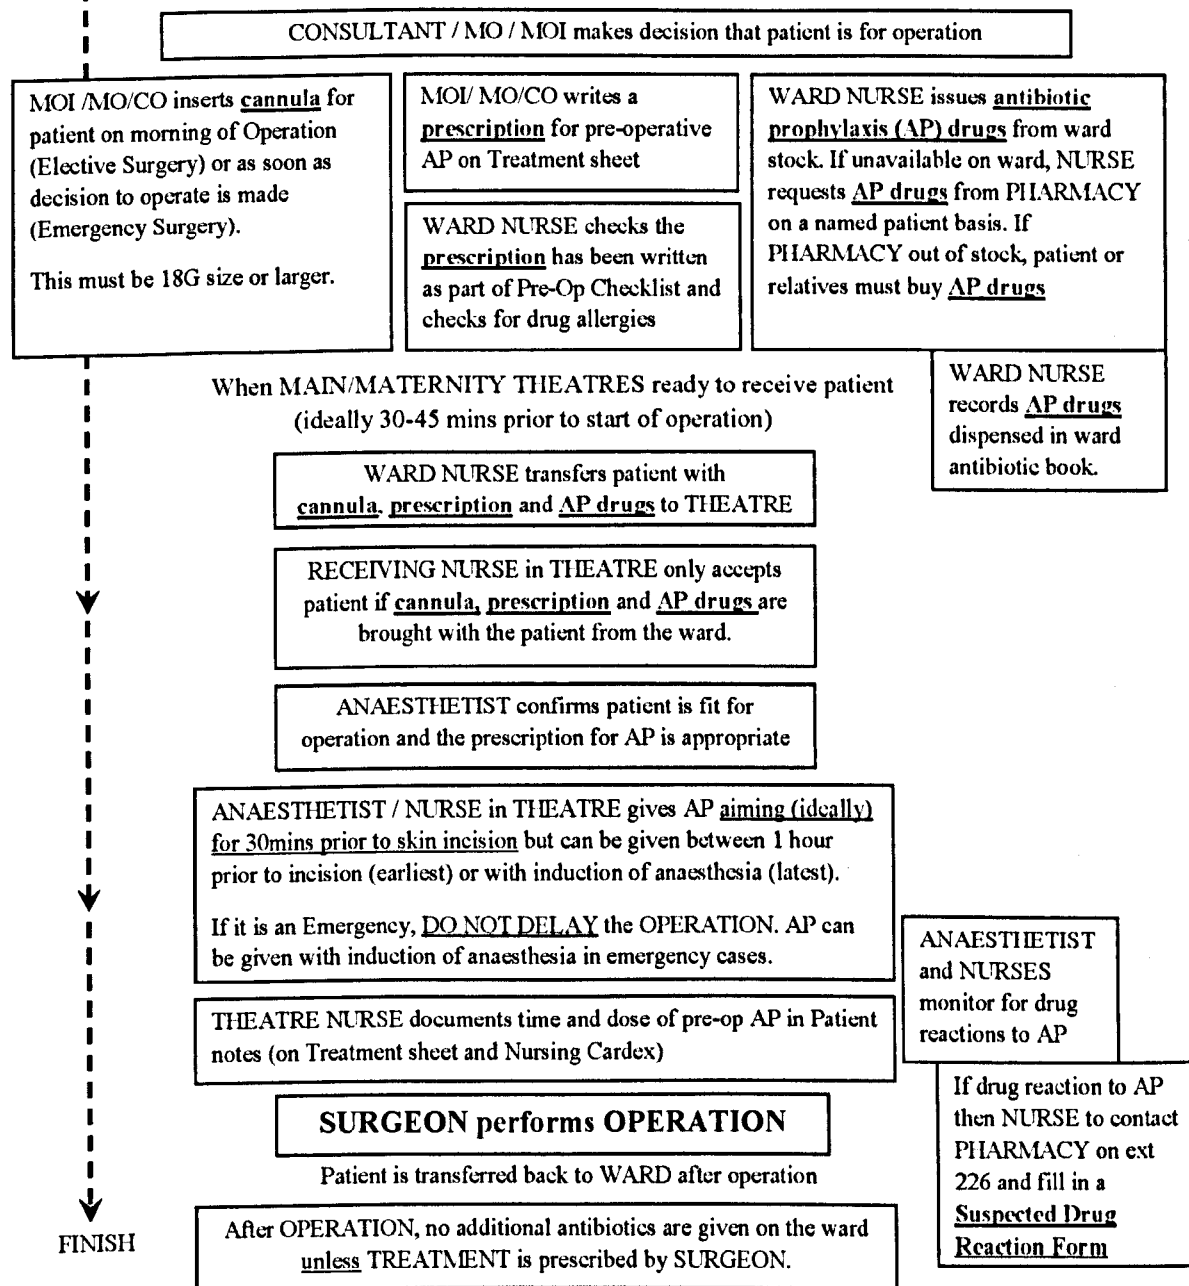 CONSULTANT / MO / MOI makes decision that patient is for operation
MOI /MO/CO inserts cannula for
patient on morning of Operation
(Elective Surgery) or as soon as
decision to operate is made
(Emergency Surgery).
This must be 18G size or larger.
MOI/ MO/CO writes a
prescription for pre-operative
AP on Treatment sheet
WARD NURSE checks the
prescription has been written
as part of Pre-Op Checklist and
checks for drug allergies
WARD NURSE issues antibiotic
prophylaxis (AP) drugs from ward
stock. If unavailable on ward, NURSE
requests AP drugs from PHARMACY
on a named patient basis. If
PHARMACY out of stock, patient or
relatives must buy AP drugs
WARD NURSE
records AP drugs
dispensed in ward
antibiotic book.
When MAIN/MATERNITY THEATRES ready to receive patient
(ideally 30-45 mins prior to start of operation)
WARD NURSE transfers patient with
cannula, prescription and AP drugs to THEATRE
RECEIVING NURSE in THEATRE only accepts
patient if cannula, prescription and AP drugs are
brought with the patient from the ward.
ANAESTHETIST confirms patient is fit for
operation and the prescription for AP is appropriate
ANAESTHETIST / NURSE in THEATRE gives AP aiming (ideally)
for 30mins prior to skin incision but can be given between 1 hour
prior to incision (earliest) or with induction of anaesthesia (latest).
If it is an Emergency, DO NOT DELAY the OPERATION. AP can
be given with induction of anaesthesia in emergency cases.
ANAESTHETIST
and NURSES
monitor for drug
reactions to AP
THEATRE NURSE documents time and dose of pre-op AP in Patient
notes (on Treatment sheet and Nursing Cardex)
If drug reaction to AP
then NURSE to contact
PHARMACY on ext
226 and fill in a
Suspected Drug
Reaction Form
SURGEON performs OPERATION
Patient is transferred back to WARD after operation
After OPERATION, no additional antibiotics are given on the ward
unless TREATMENT is prescribed by SURGEON.
FINISH